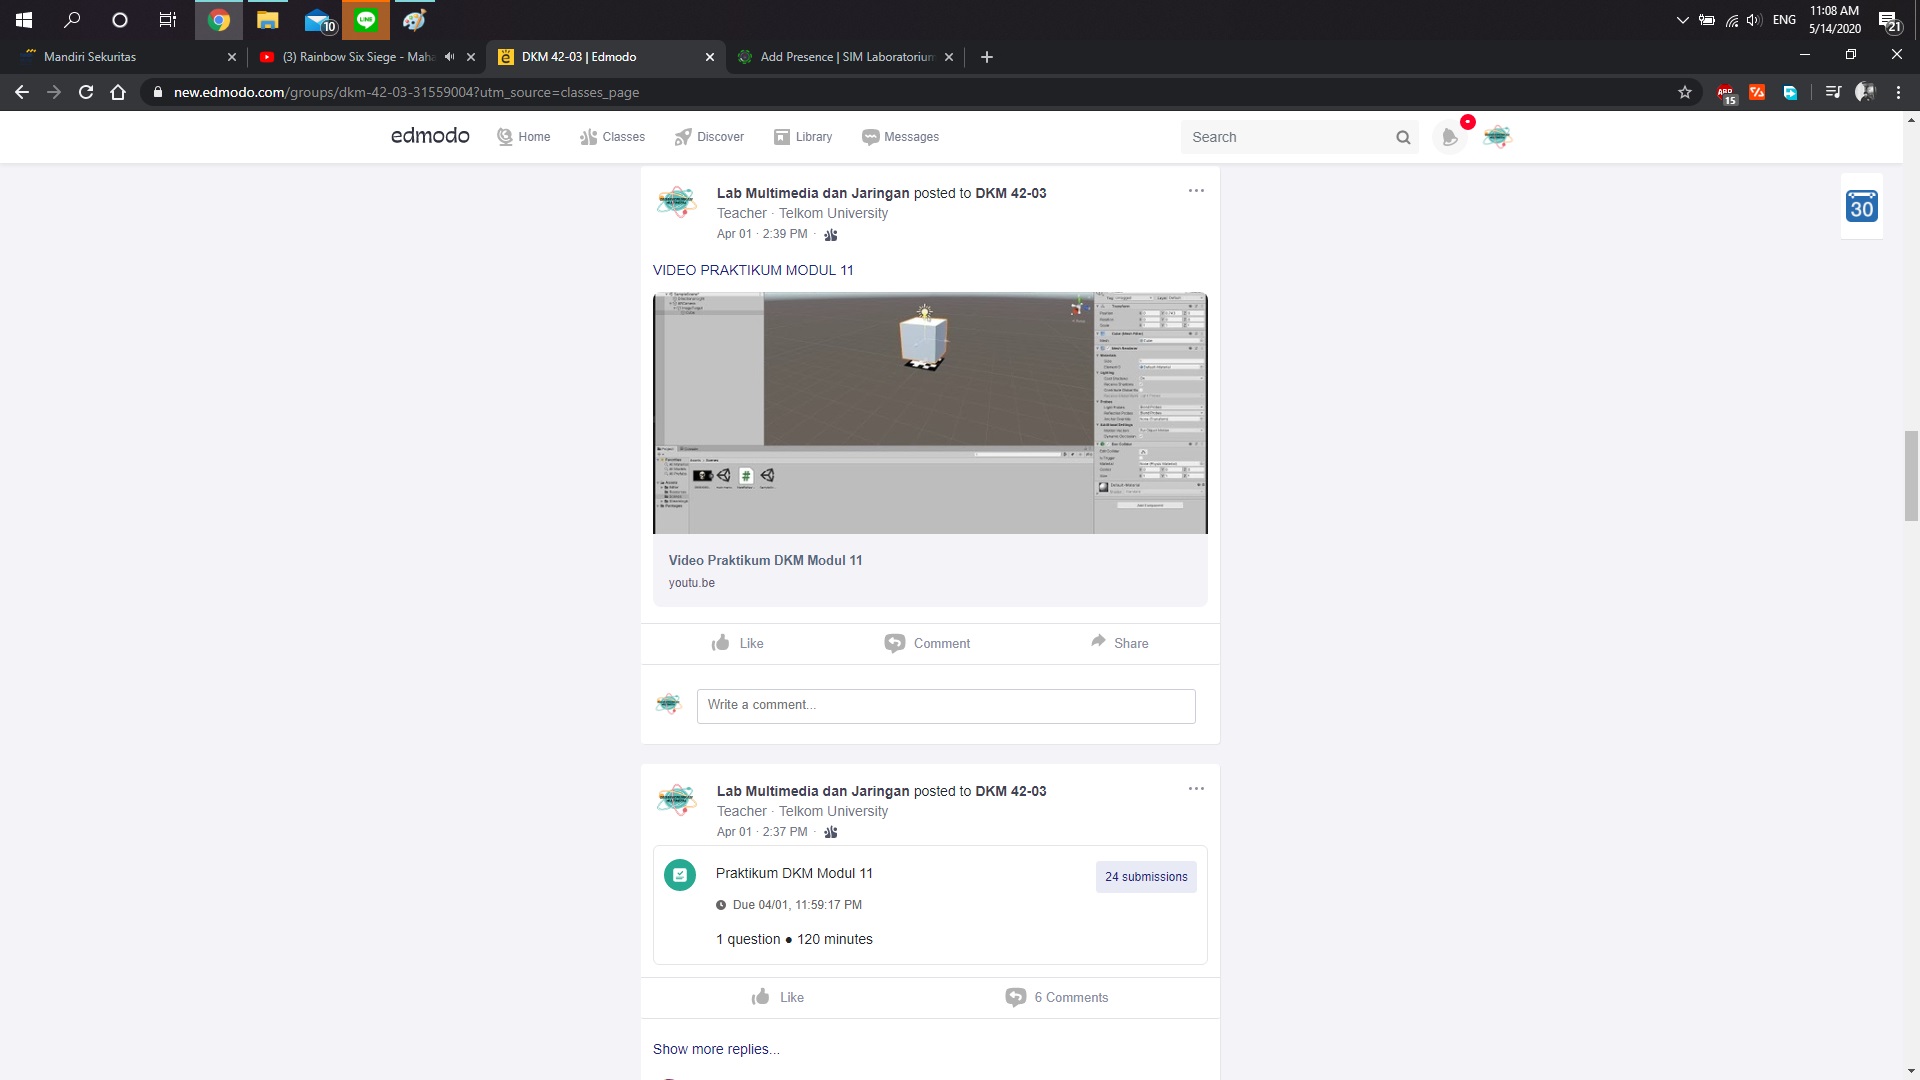 10
ENG
11:08 AM
5/14/2020
21
Mandiri Sekuritas
(3) Rainbow Six Siege - Maha
DKM 42-03 | Edmodo
Add Presence | SIM Laboratorium
new.edmodo.com/groups/dkm-42-03-31559004?utm_source=classes_page
ABP
15
edmodo
Home
Classes
Discover
Library
Messages
Search
30
Lab Multimedia dan Jaringan posted to DKM 42-03
Teacher · Telkom University
Apr 01 · 2:39 PM ·
VIDEO PRAKTIKUM MODUL 11
Video Praktikum DKM Modul 11
youtu.be
Like
Comment
Share
Write a comment...
Lab Multimedia dan Jaringan posted to DKM 42-03
Teacher · Telkom University
Apr 01 · 2:37 PM ·
Praktikum DKM Modul 11
24 submissions
Due 04/01, 11:59:17 PM
1 question ● 120 minutes
Like
6 Comments
Show more replies...